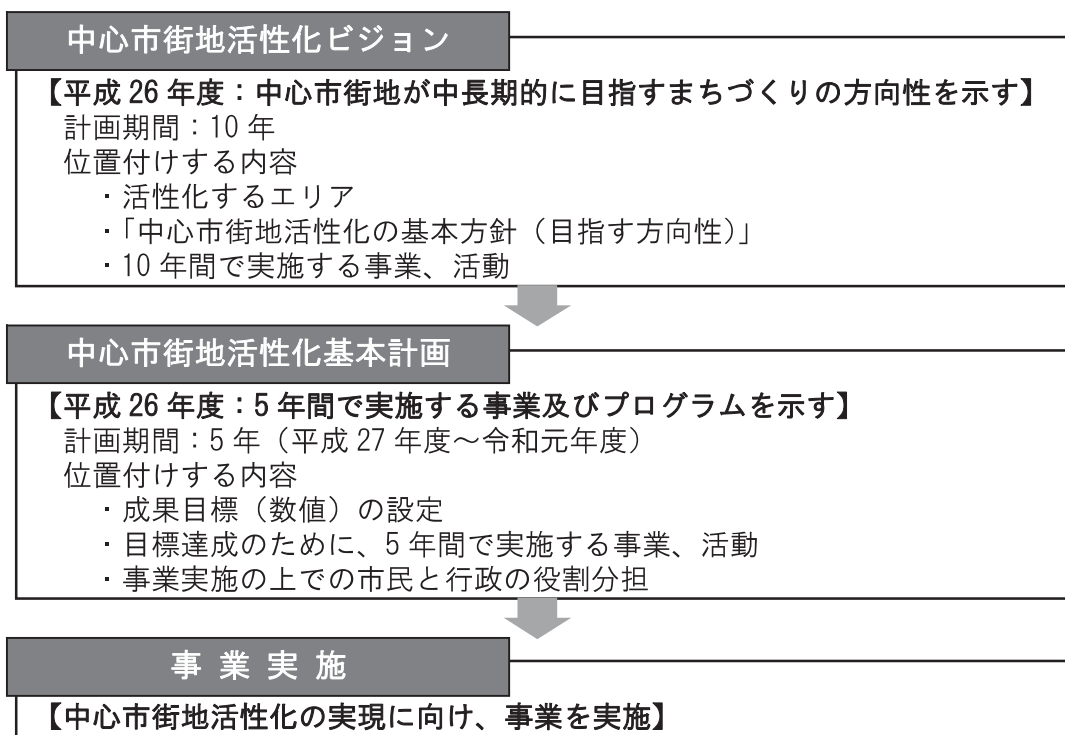 中心市街地活性化ビジョン
【平成 26 年度：中心市街地が中長期的に目指すまちづくりの方向性を示す】
計画期間：10 年
位置付けする内容
・活性化するエリア
・「中心市街地活性化の基本方針（目指す方向性）」
・10 年間で実施する事業、活動
中心市街地活性化基本計画
【平成 26 年度：5 年間で実施する事業及びプログラムを示す】
計画期間：5 年（平成 27 年度～令和元年度）
位置付けする内容
・成果目標（数値）の設定
・目標達成のために、5 年間で実施する事業、活動
・事業実施の上での市民と行政の役割分担
事 業 実 施
【中心市街地活性化の実現に向け、事業を実施】